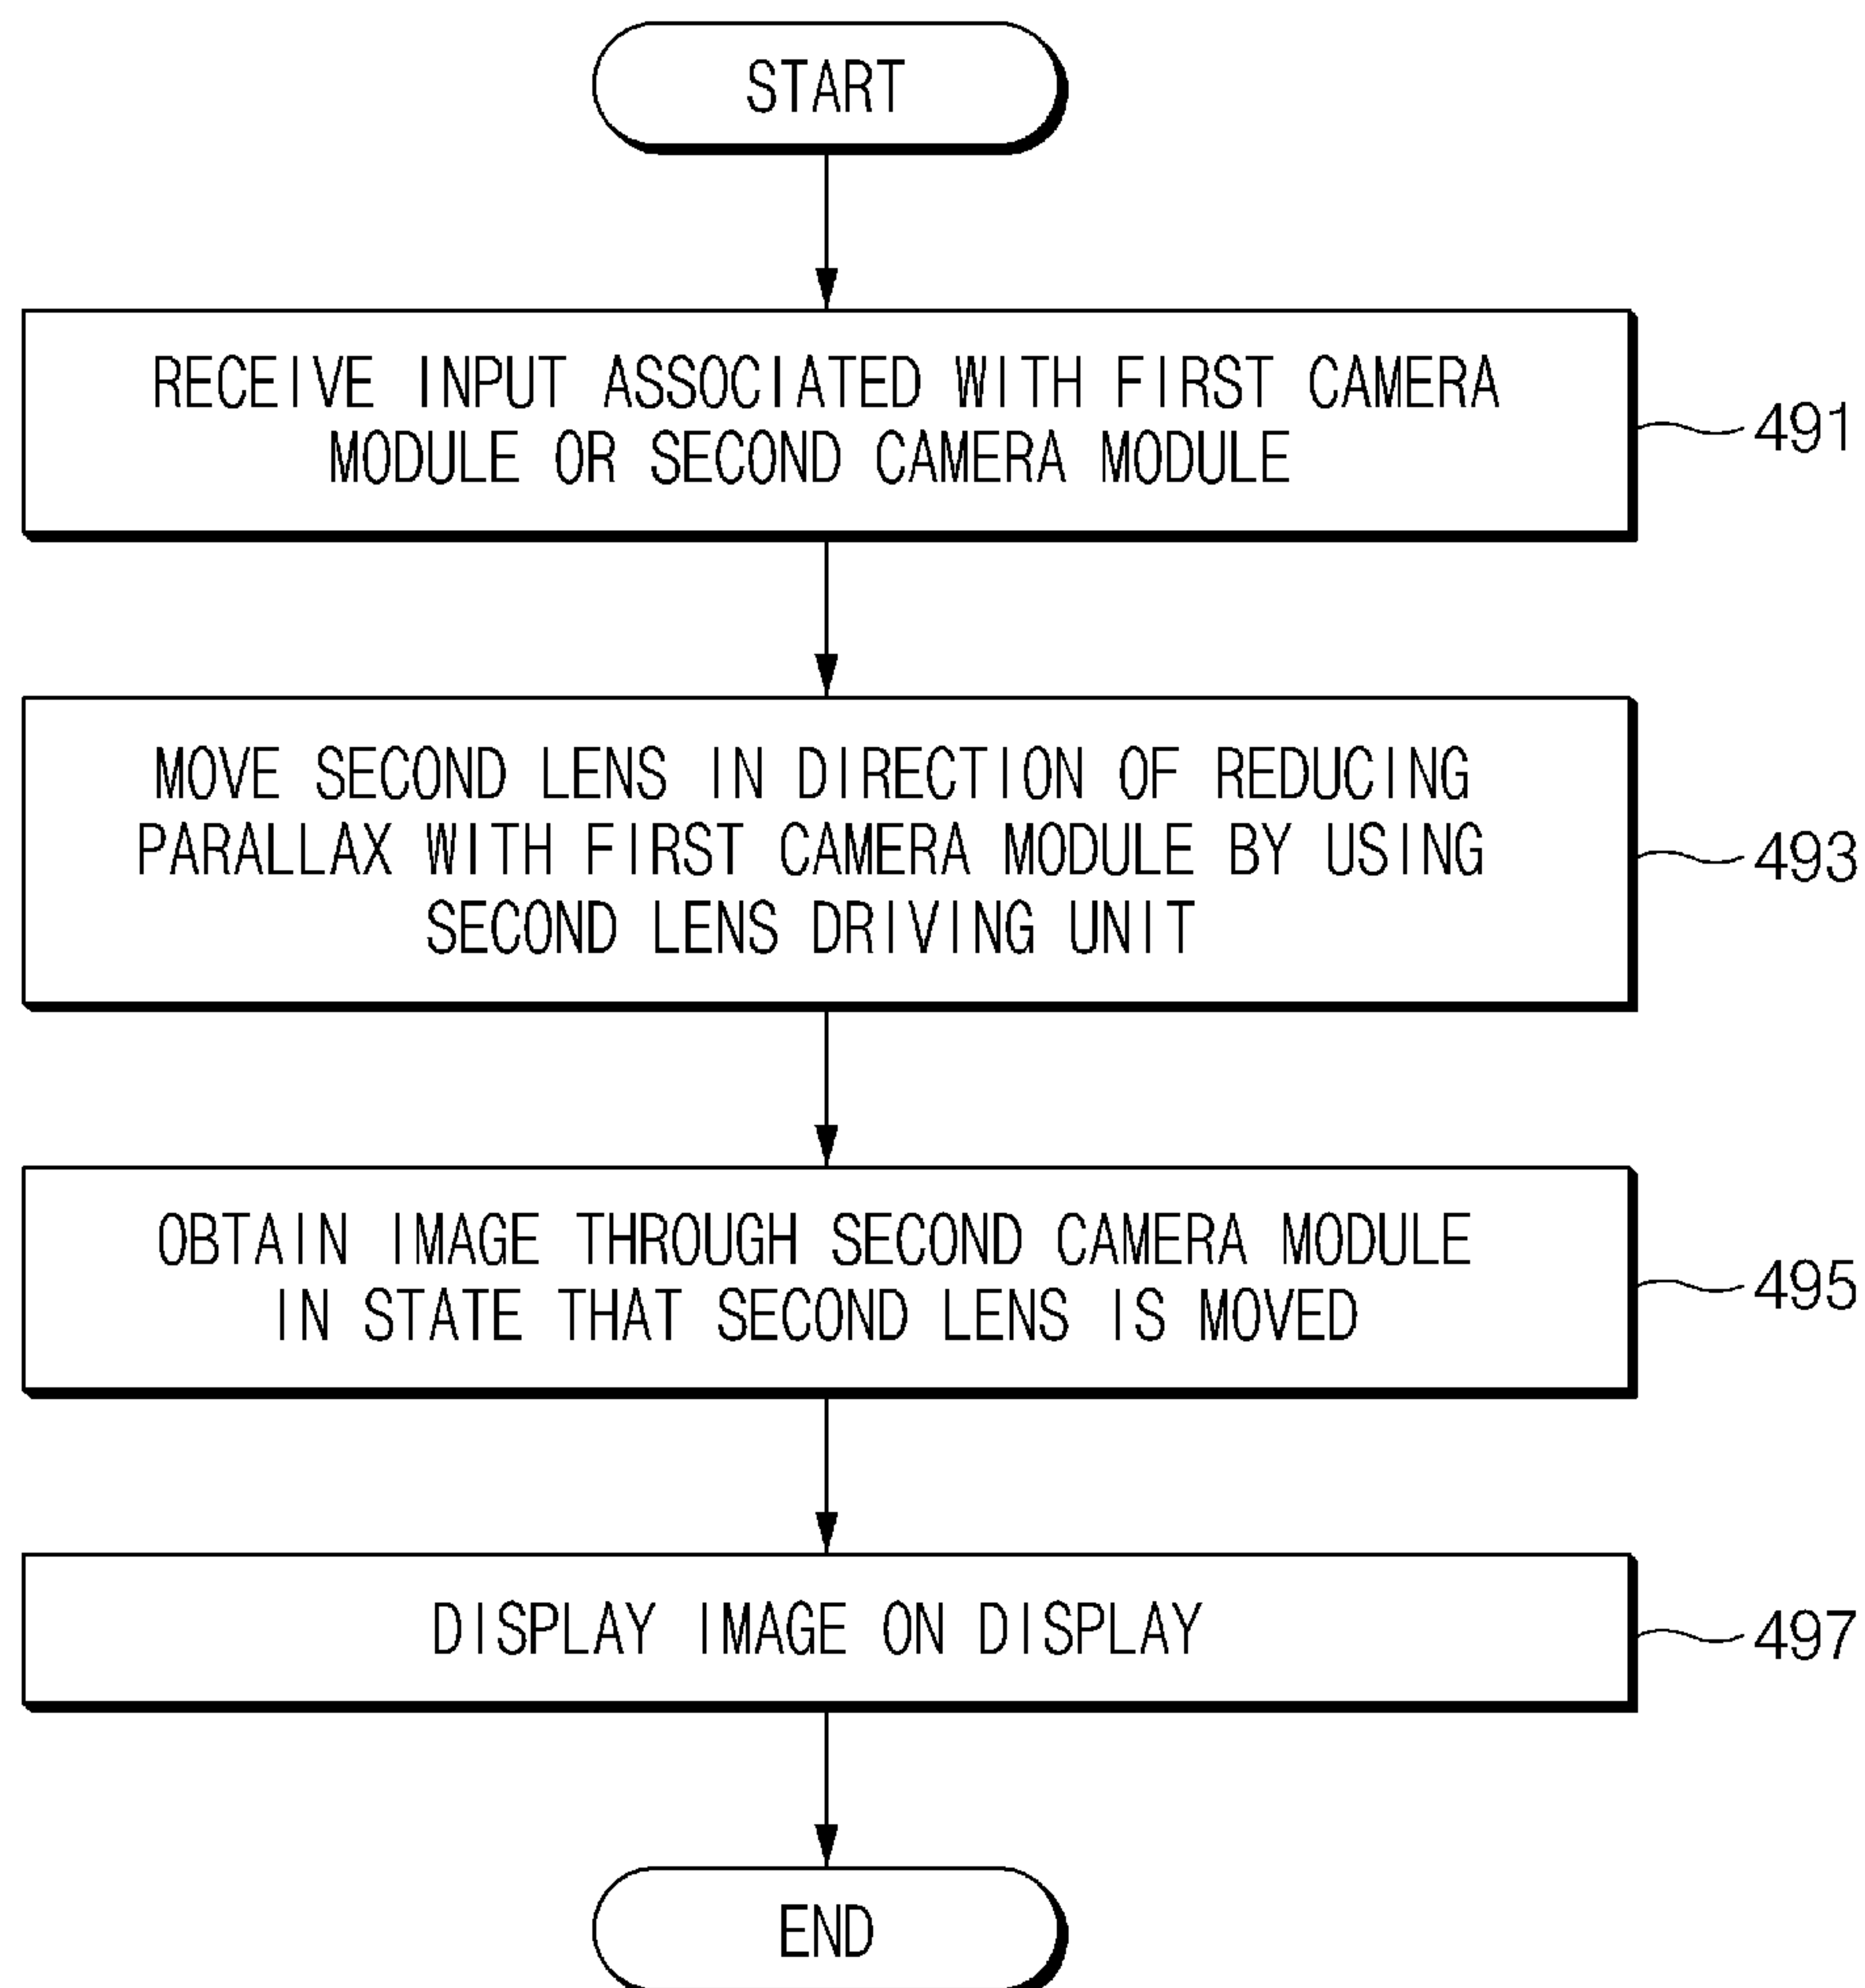 START
RECEIVE INPUT ASSOCIATED WITH FIRST CAMERA
MODULE OR SECOND CAMERA MODULE
491
MOVE SECOND LENS IN DIRECTION OF REDUCING
PARALLAX WITH FIRST CAMERA MODULE BY USING
SECOND LENS DRIVING UNIT
493
OBTAIN IMAGE THROUGH SECOND CAMERA MODULE
IN STATE THAT SECOND LENS IS MOVED
495
DISPLAY IMAGE ON DISPLAY
497
END